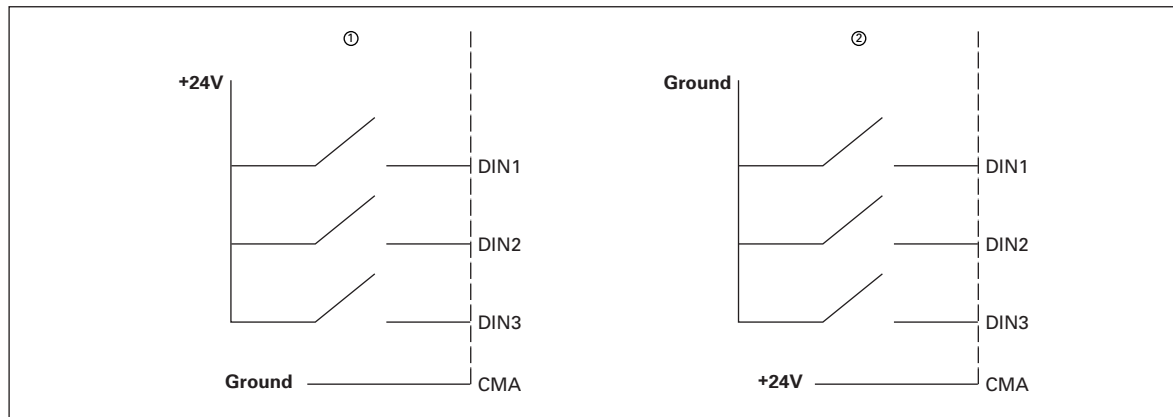 ①
+24V
DIN1
DIN2
DIN3
Ground
CMA
②
Ground
DIN1
DIN2
DIN3
+24V
CMA